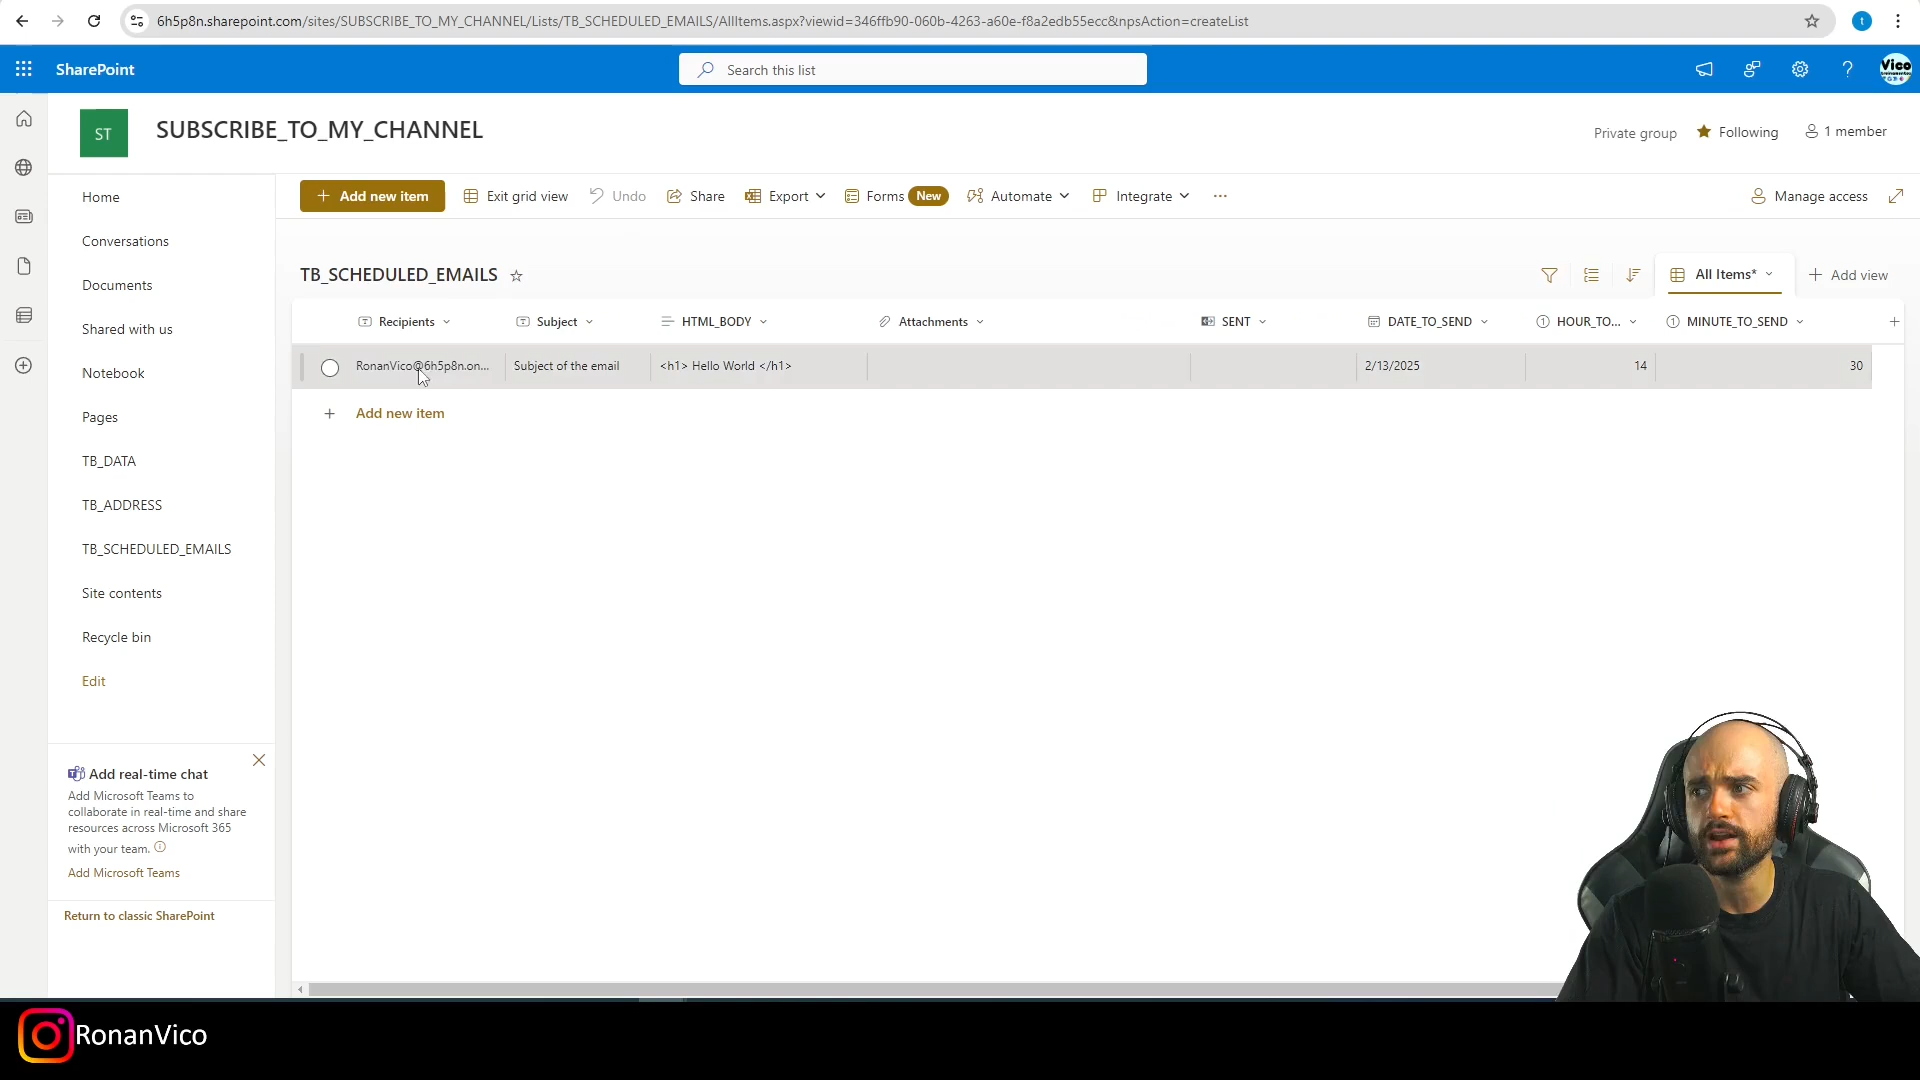 6h5p8n.sharepoint.com/sites/SUBSCRIBE_TO_MY_CHANNEL/Lists/TB_SCHEDULED_EMAILS/AllItems.aspx?viewid=346ffb90-060b-4263-a60e-f8a2edb55ecc&npsAction=createList
t
SharePoint
Search this list
?
Vico
ST
SUBSCRIBE_TO_MY_CHANNEL
Private group
Following
1 member
+ Add new item
Exit grid view
Undo
Share
Export
Forms New
Automate
Integrate
Manage access
Home
Conversations
Documents
Shared with us
Notebook
Pages
TB_DATA
TB_ADDRESS
TB_SCHEDULED_EMAILS
Site contents
Recycle bin
Edit
TB_SCHEDULED_EMAILS
All Items*
+ Add view
Recipients
Subject
HTML_BODY
Attachments
SENT
DATE_TO_SEND
HOUR_TO...
MINUTE_TO_SEND
RonanVico@6h5p8n.on...
Subject of the email
<h1> Hello World </h1>
2/13/2025
14
30
+ Add new item
Add real-time chat
Add Microsoft Teams to
collaborate in real-time and share
resources across Microsoft 365
with your team.
Add Microsoft Teams
Return to classic SharePoint
RonanVico